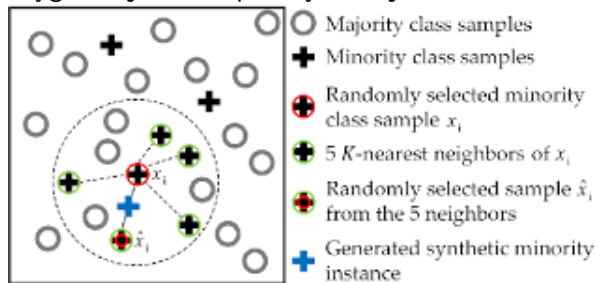 Majority class samples
Minority class samples
Randomly selected minority
class sample xᵢ
5 K-nearest neighbors of xᵢ
Randomly selected sample x̂ᵢ
from the 5 neighbors
Generated synthetic minority
instance
xᵢ
x̂ᵢ